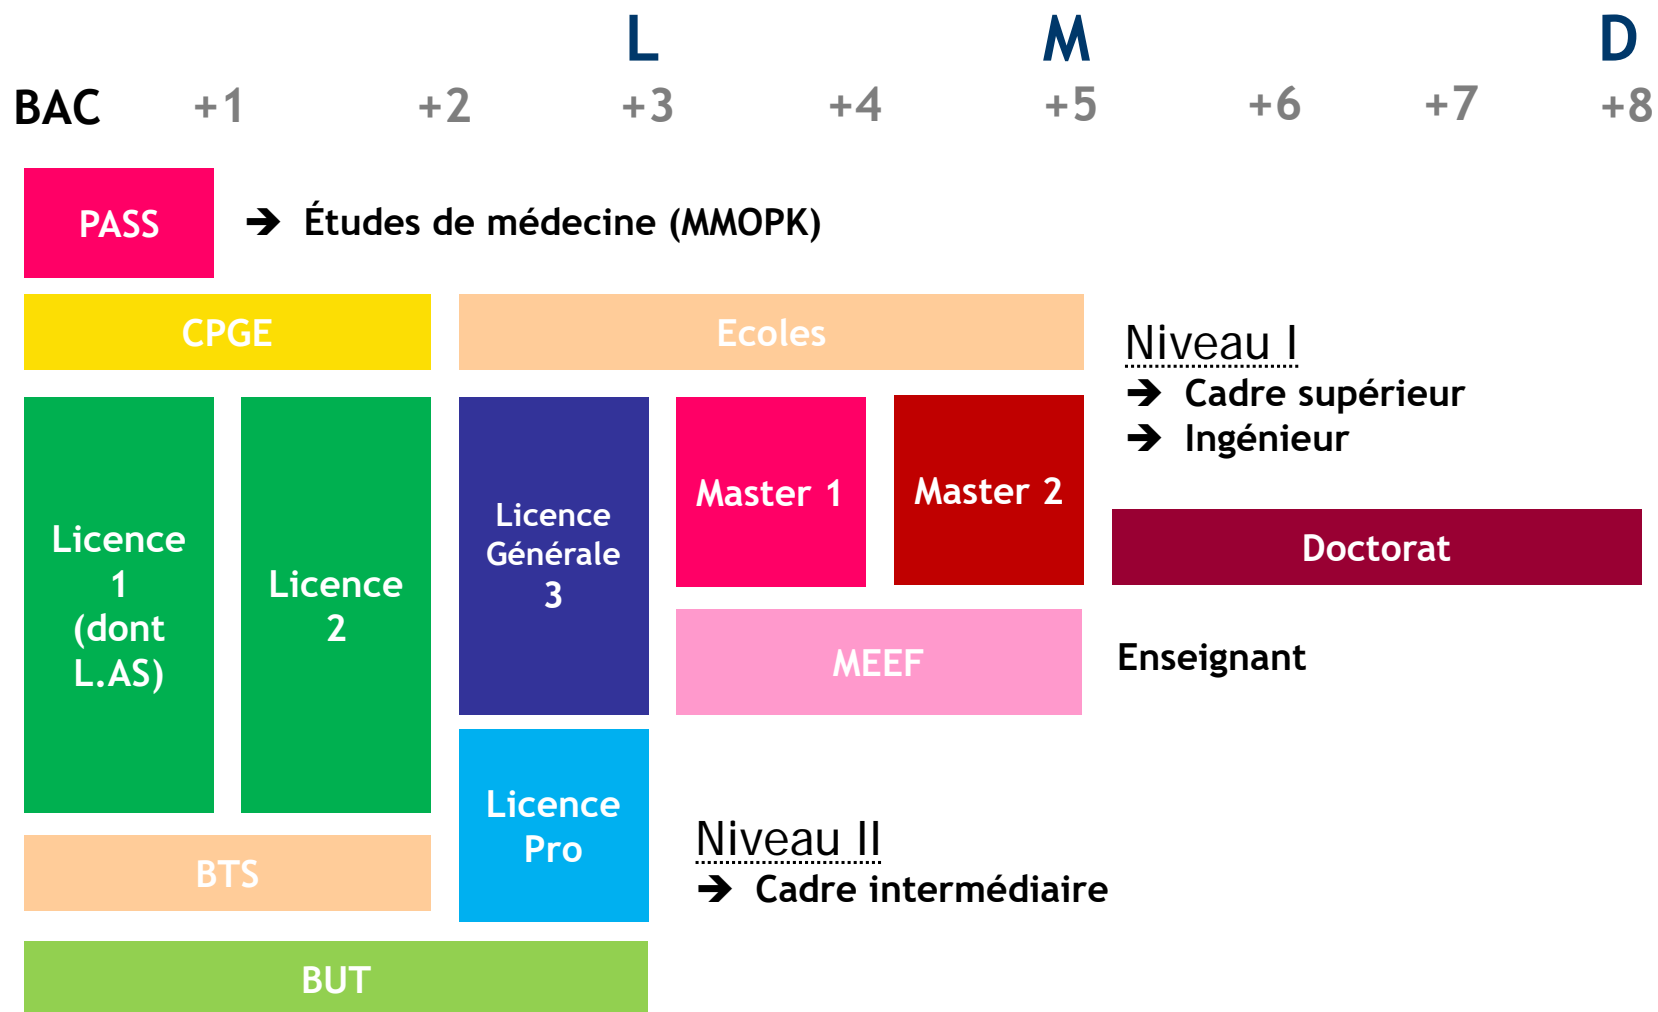 L M D
BAC +1 +2 +3 +4 +5 +6 +7 +8
PASS
➔ Études de médecine (MMOPK)
CPGE
Ecoles
Niveau I
➔ Cadre supérieur
➔ Ingénieur
Licence
1
(dont
L.AS)
Licence
2
Licence
Générale
3
Master 1
Master 2
Doctorat
MEEF
Enseignant
Licence
Pro
Niveau II
➔ Cadre intermédiaire
BTS
BUT